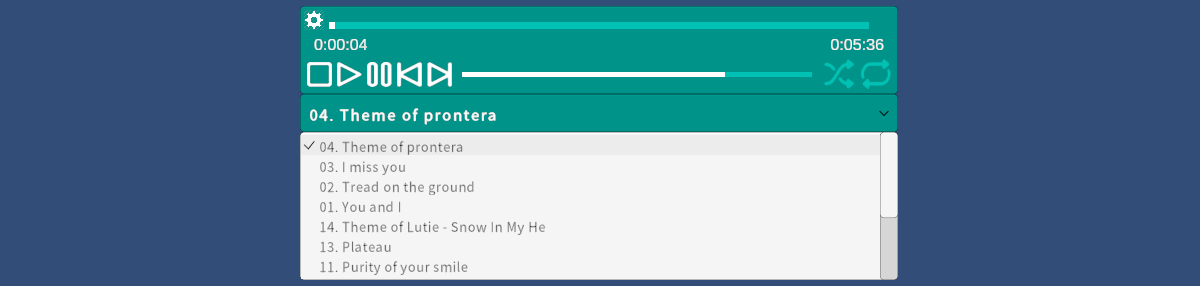 0:00:04
0:05:36
04. Theme of prontera
04. Theme of prontera
03. I miss you
02. Tread on the ground
01. You and I
14. Theme of Lutie - Snow In My He
13. Plateau
11. Purity of your smile